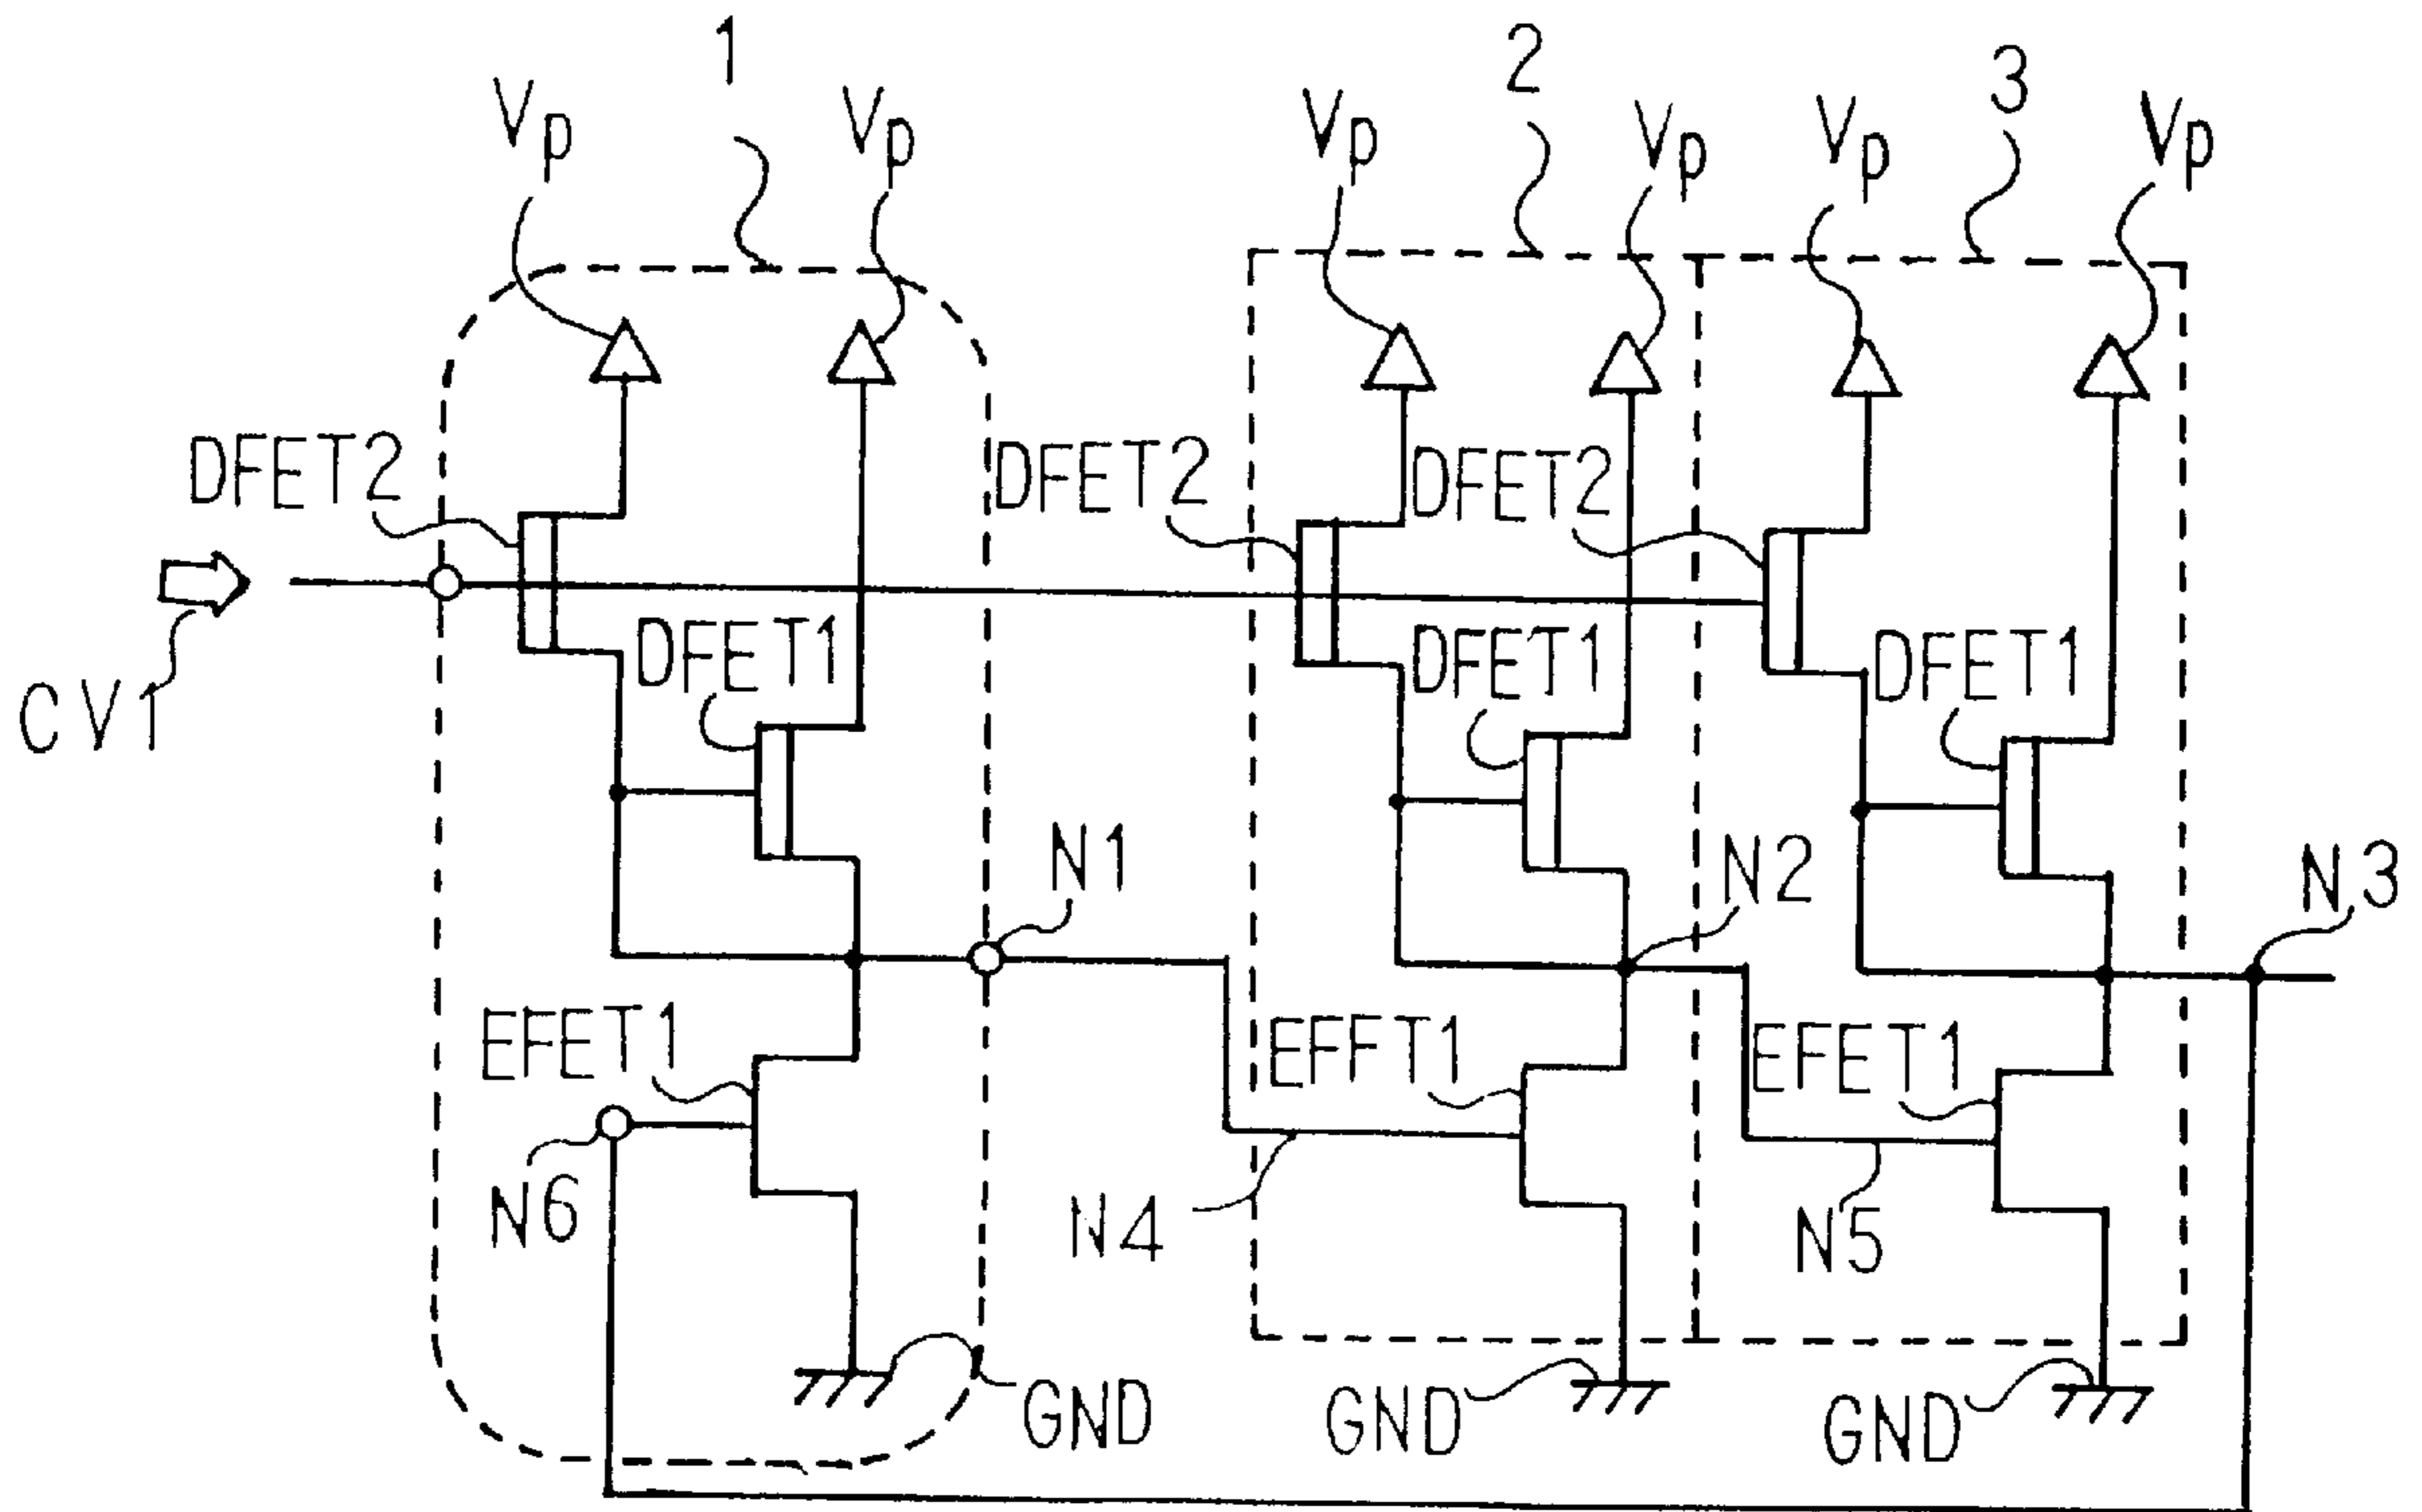 1
2
3
Vp
Vp
Vp
Vp
Vp
Vp
DFET2
DFET2
DFET2
DFET1
DFET1
DFET1
CV1
N1
N2
N3
EFET1
EFFT1
EFET1
N6
N4
N5
GND
GND
GND